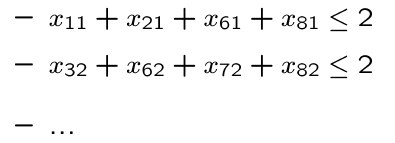 – x₁₁ + x₂₁ + x₆₁ + x₈₁ ≤ 2
– x₃₂ + x₆₂ + x₇₂ + x₈₂ ≤ 2
– ...